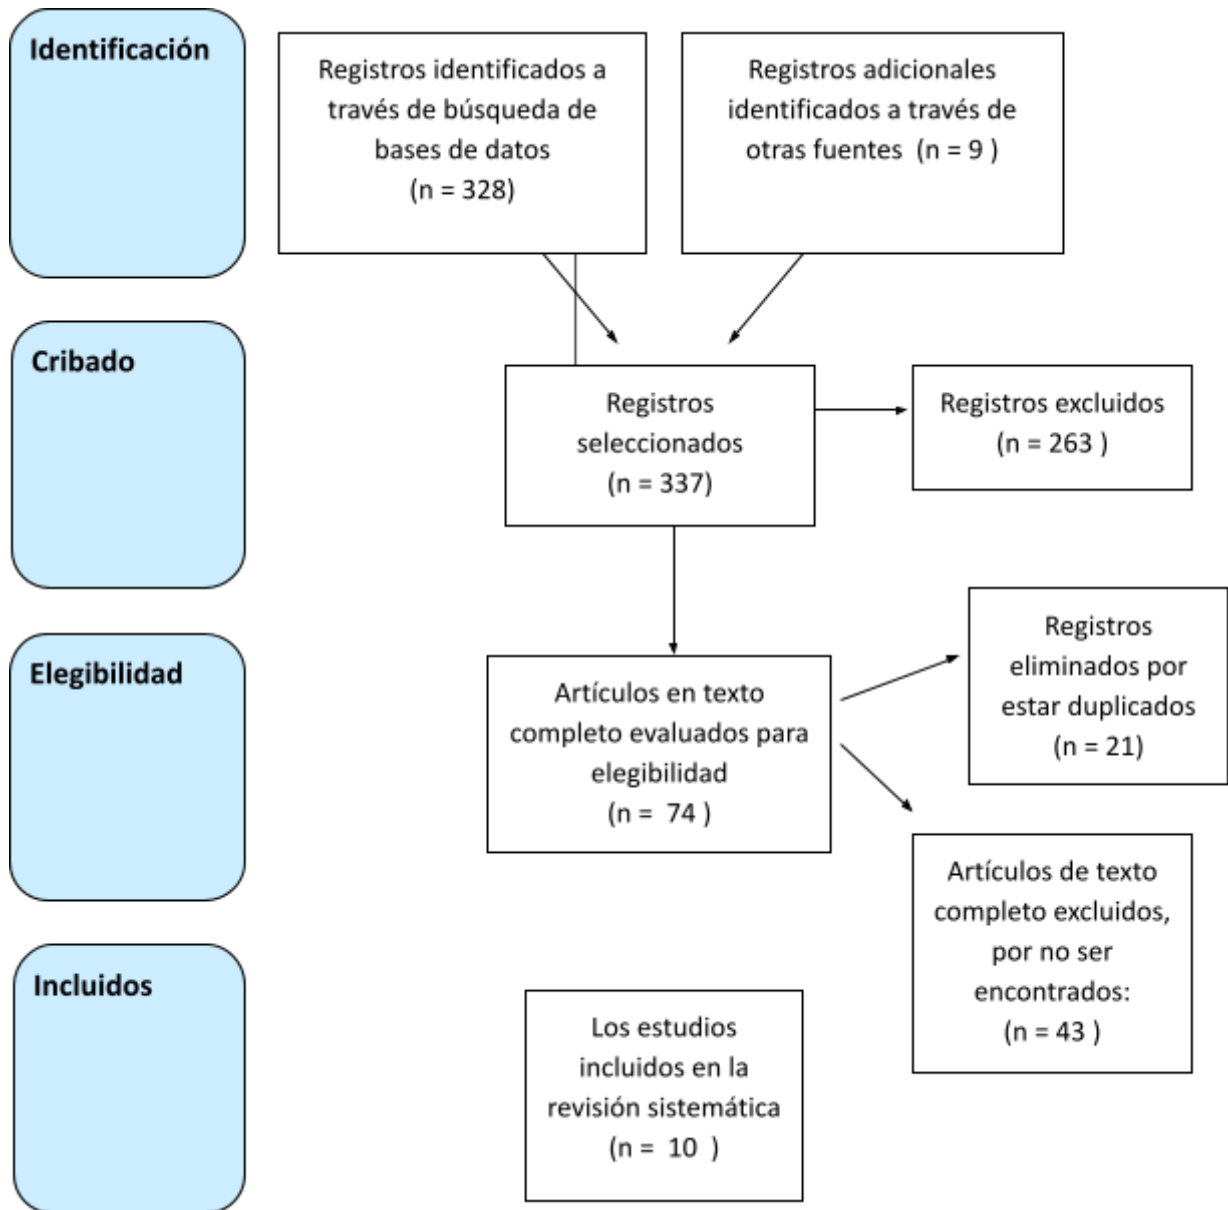 Identificación
Registros identificados a
través de búsqueda de
bases de datos
(n = 328)
Registros adicionales
identificados a través de
otras fuentes (n = 9 )
Cribado
Registros
seleccionados
(n = 337)
Registros excluidos
(n = 263 )
Elegibilidad
Artículos en texto
completo evaluados para
elegibilidad
(n = 74 )
Registros
eliminados por
estar duplicados
(n = 21)
Artículos de texto
completo excluidos,
por no ser
encontrados:
(n = 43 )
Incluidos
Los estudios
incluidos en la
revisión sistemática
(n = 10 )